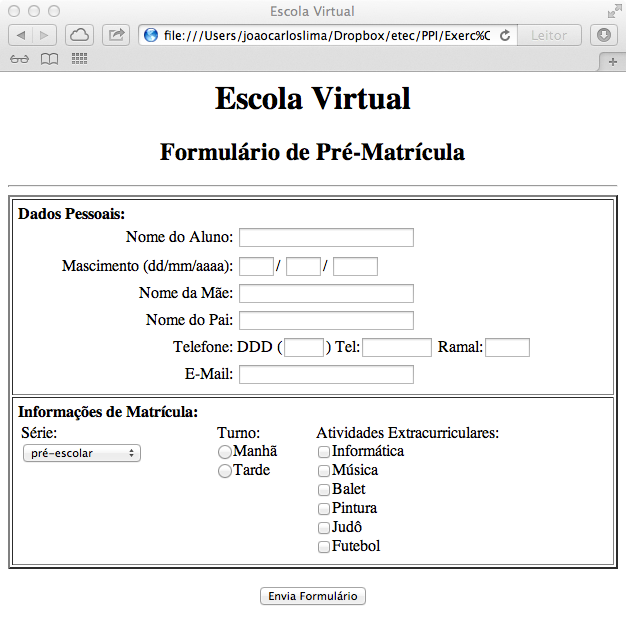 Escola Virtual
file:///Users/joaocarloslima/Dropbox/etec/PPI/Exerc%C
Leitor
Escola Virtual
Formulário de Pré-Matrícula
Dados Pessoais:
Nome do Aluno:
Mascimento (dd/mm/aaaa): / /
Nome da Mãe:
Nome do Pai:
Telefone: DDD ( ) Tel: Ramal:
E-Mail:
Informações de Matrícula:
Série: Turno: Atividades Extracurriculares:
pré-escolar Manhã Informática
Tarde Música
Balet
Pintura
Judô
Futebol
Envia Formulário